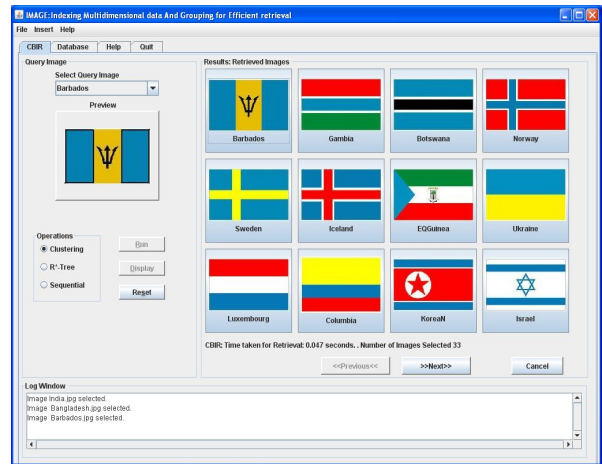 IMAGE:Indexing Multidimensional data And Grouping for Efficient retrieval
File Insert Help
CBIR Database Help Quit
Query Image
Select Query Image
Barbados
Preview
Operations
Clustering
R*-Tree
Sequential
Run
Display
Reset
Results: Retrieved Images
Barbados Gambia Botswana Norway
Sweden Iceland EQGuinea Ukraine
Luxembourg Columbia KoreaN Israel
CBIR: Time taken for Retrieval: 0.047 seconds. . Number of Images Selected 33
<<Previous<< >>Next>> Cancel
Log Window
Image India.jpg selected.
Image Bangladesh.jpg selected.
Image Barbados.jpg selected.